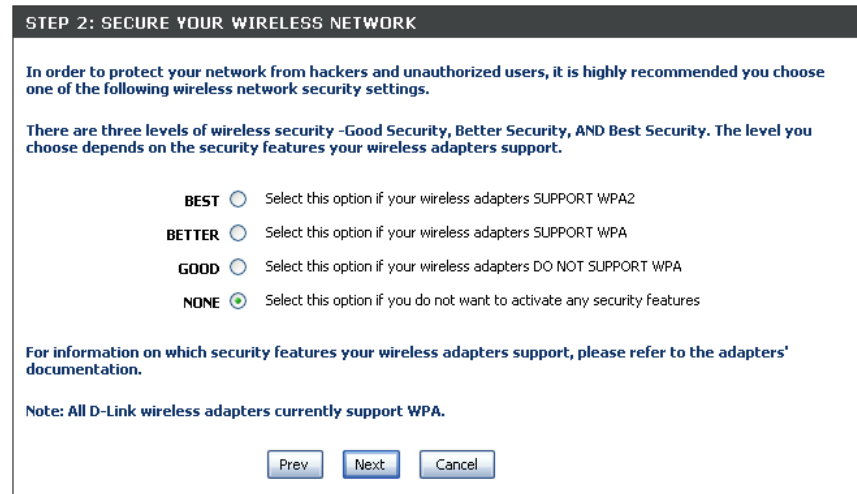 STEP 2: SECURE YOUR WIRELESS NETWORK
In order to protect your network from hackers and unauthorized users, it is highly recommended you choose
one of the following wireless network security settings.
There are three levels of wireless security -Good Security, Better Security, AND Best Security. The level you
choose depends on the security features your wireless adapters support.
BEST Select this option if your wireless adapters SUPPORT WPA2
BETTER Select this option if your wireless adapters SUPPORT WPA
GOOD Select this option if your wireless adapters DO NOT SUPPORT WPA
NONE Select this option if you do not want to activate any security features
For information on which security features your wireless adapters support, please refer to the adapters'
documentation.
Note: All D-Link wireless adapters currently support WPA.
Prev Next Cancel